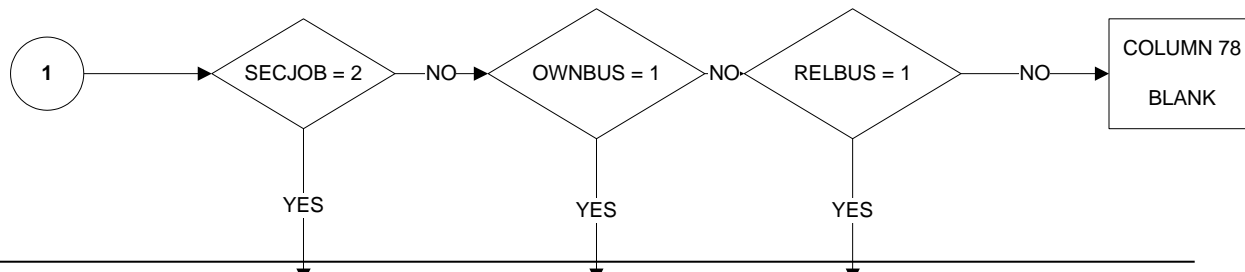 1
SECJOB = 2
NO
OWNBUS = 1
NO
RELBUS = 1
NO
COLUMN 78
BLANK
YES
YES
YES